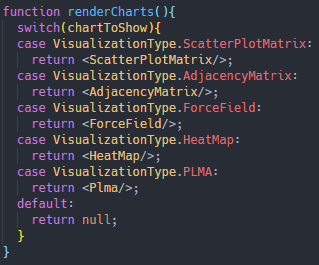 function renderCharts(){
switch(chartToShow){
case VisualizationType.ScatterPlotMatrix:
return <ScatterPlotMatrix/>;
case VisualizationType.AdjacencyMatrix:
return <AdjacencyMatrix/>;
case VisualizationType.ForceField:
return <ForceField/>;
case VisualizationType.HeatMap:
return <HeatMap/>;
case VisualizationType.PLMA:
return <Plma/>;
default:
return null;
}
}